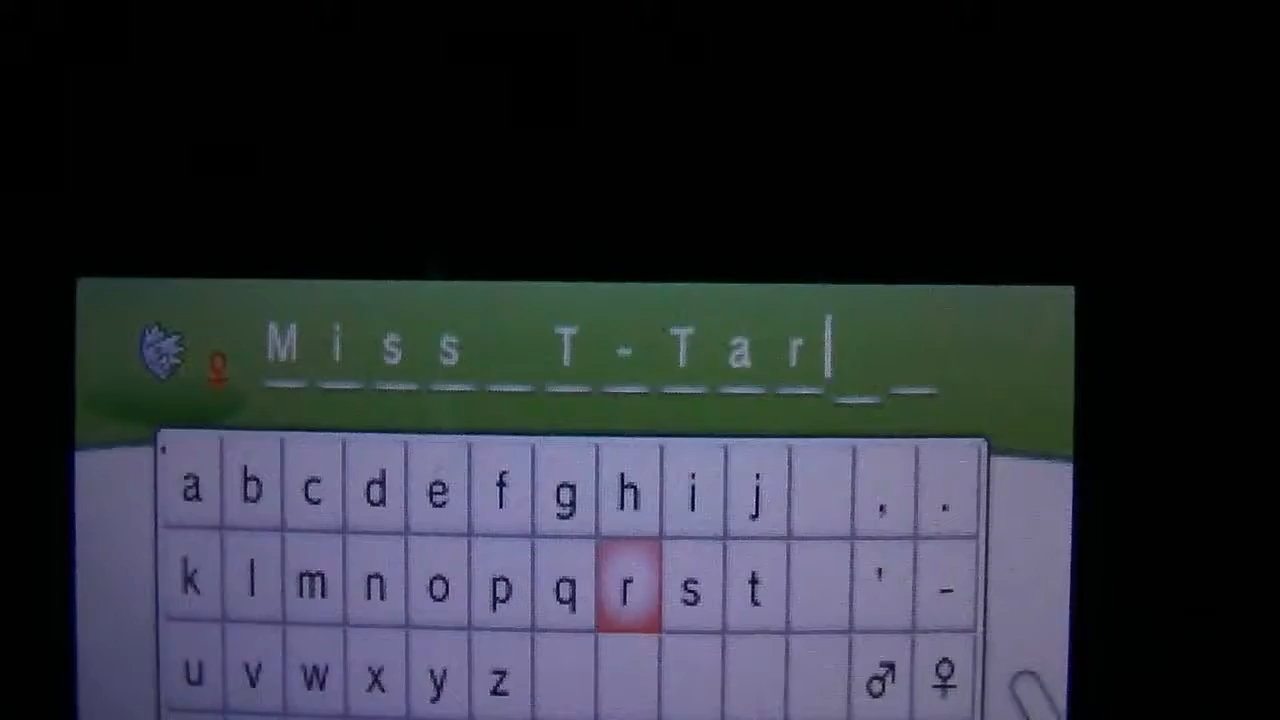 ♀ Miss T-Tar
a b c d e f g h i j , .
k l m n o p q r s t ' -
u v w x y z ♂ ♀